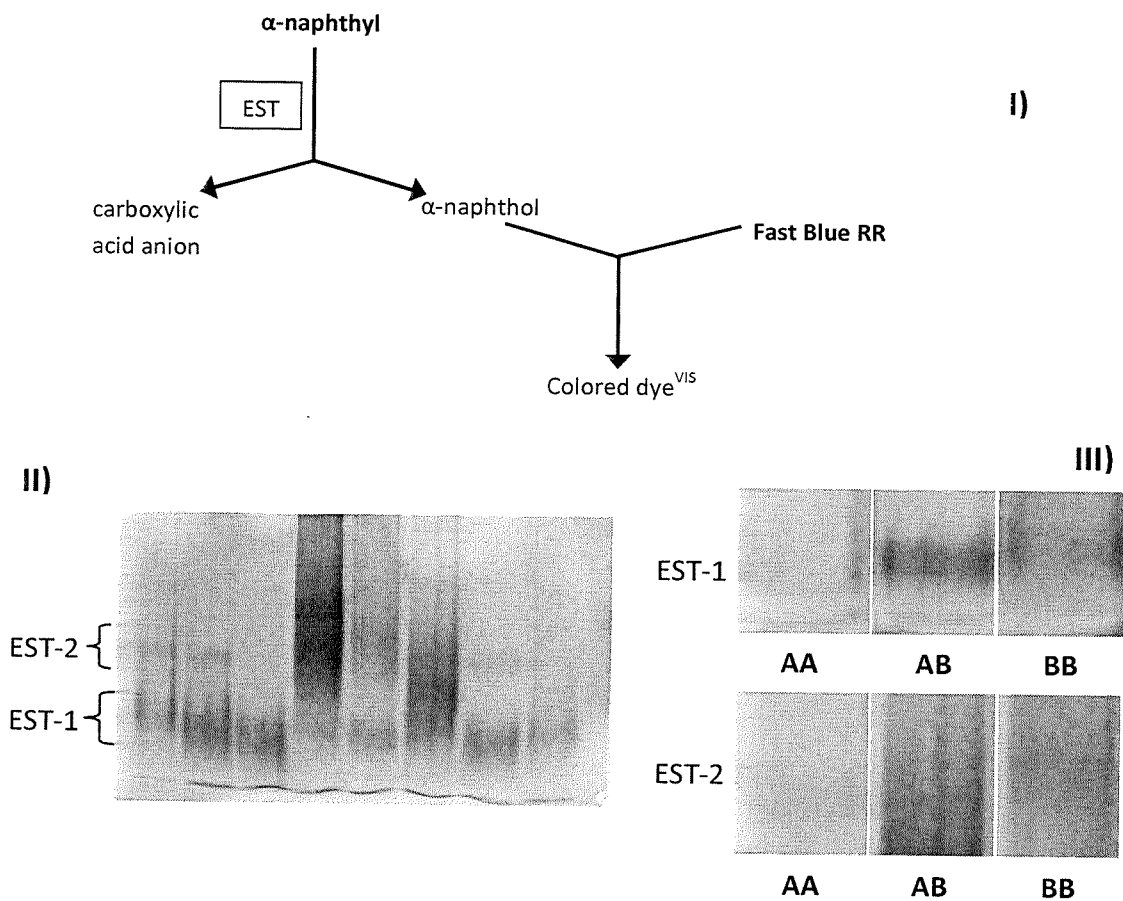 α-naphthyl
EST
I)
carboxylic
acid anion
α-naphthol
Fast Blue RR
Colored dye^VIS
II)
EST-2
EST-1
III)
EST-1
AA AB BB
EST-2
AA AB BB